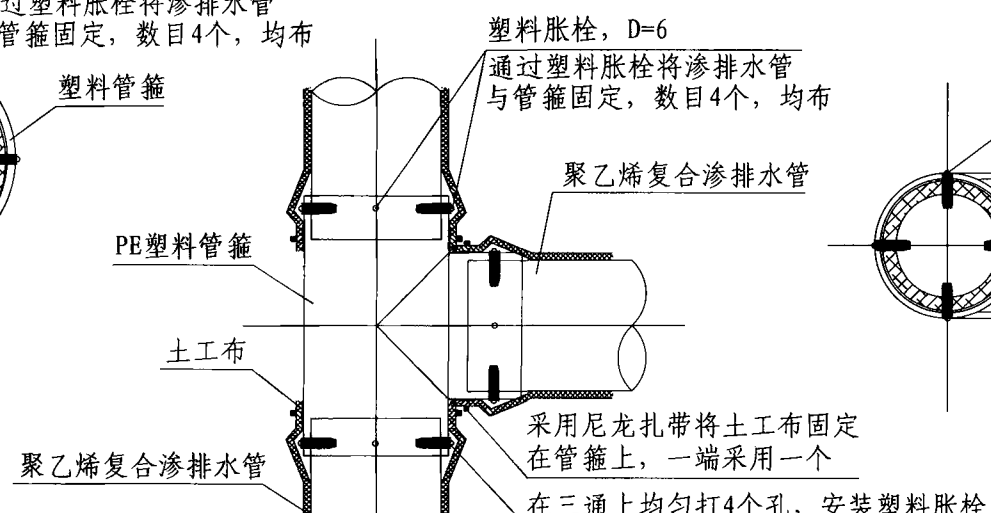 过塑料胀栓将渗排水管
管箍固定，数目4个，均布
塑料管箍
塑料胀栓，D=6
通过塑料胀栓将渗排水管
与管箍固定，数目4个，均布
聚乙烯复合渗排水管
PE塑料管箍
土工布
采用尼龙扎带将土工布固定
在管箍上，一端采用一个
聚乙烯复合渗排水管
在三通上均匀打4个孔，安装塑料胀栓